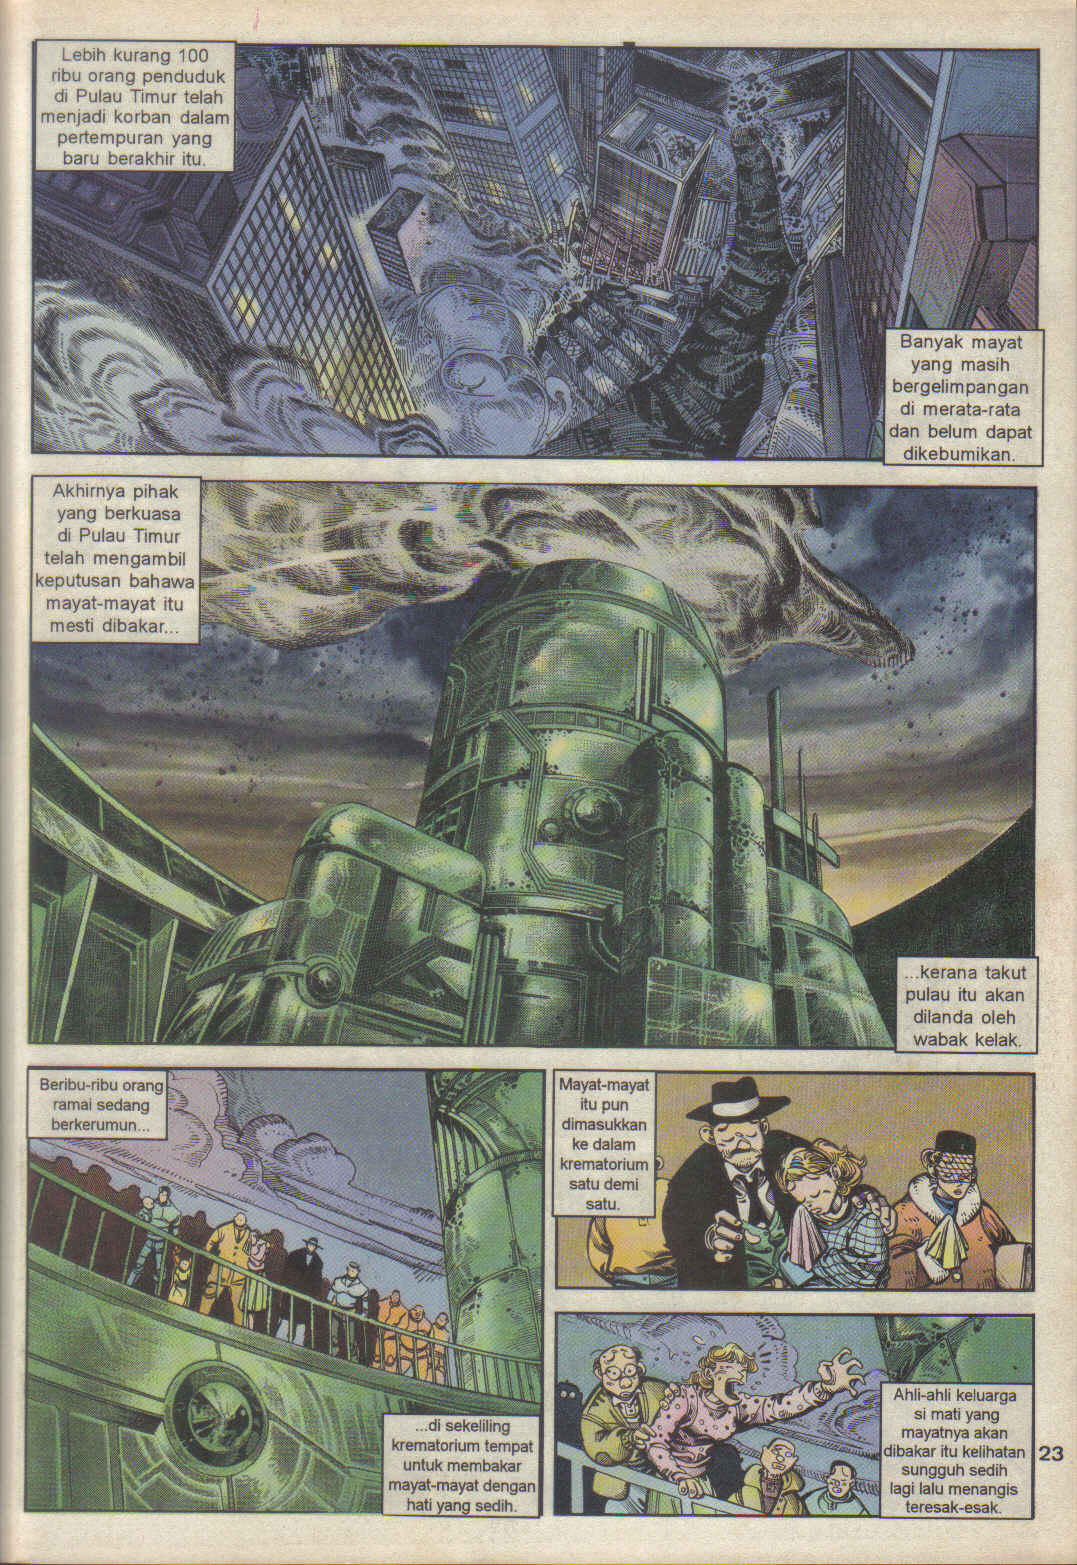 Lebih kurang 100
ribu orang penduduk
di Pulau Timur telah
menjadi korban dalam
pertempuran yang
baru berakhir itu.
Banyak mayat
yang masih
bergelimpangan
di merata-rata
dan belum dapat
dikebumikan.
Akhirnya pihak
yang berkuasa
di Pulau Timur
telah mengambil
keputusan bahawa
mayat-mayat itu
mesti dibakar...
...kerana takut
pulau itu akan
dilanda oleh
wabak kelak.
Beribu-ribu orang
ramai sedang
berkerumun...
...di sekeliling
krematorium tempat
untuk membakar
mayat-mayat dengan
hati yang sedih.
Mayat-mayat
itu pun
dimasukkan
ke dalam
krematorium
satu demi
satu.
Ahli-ahli keluarga
si mati yang
mayatnya akan
dibakar itu kelihatan
sungguh sedih
lagi lalu menangis
teresak-esak.
23